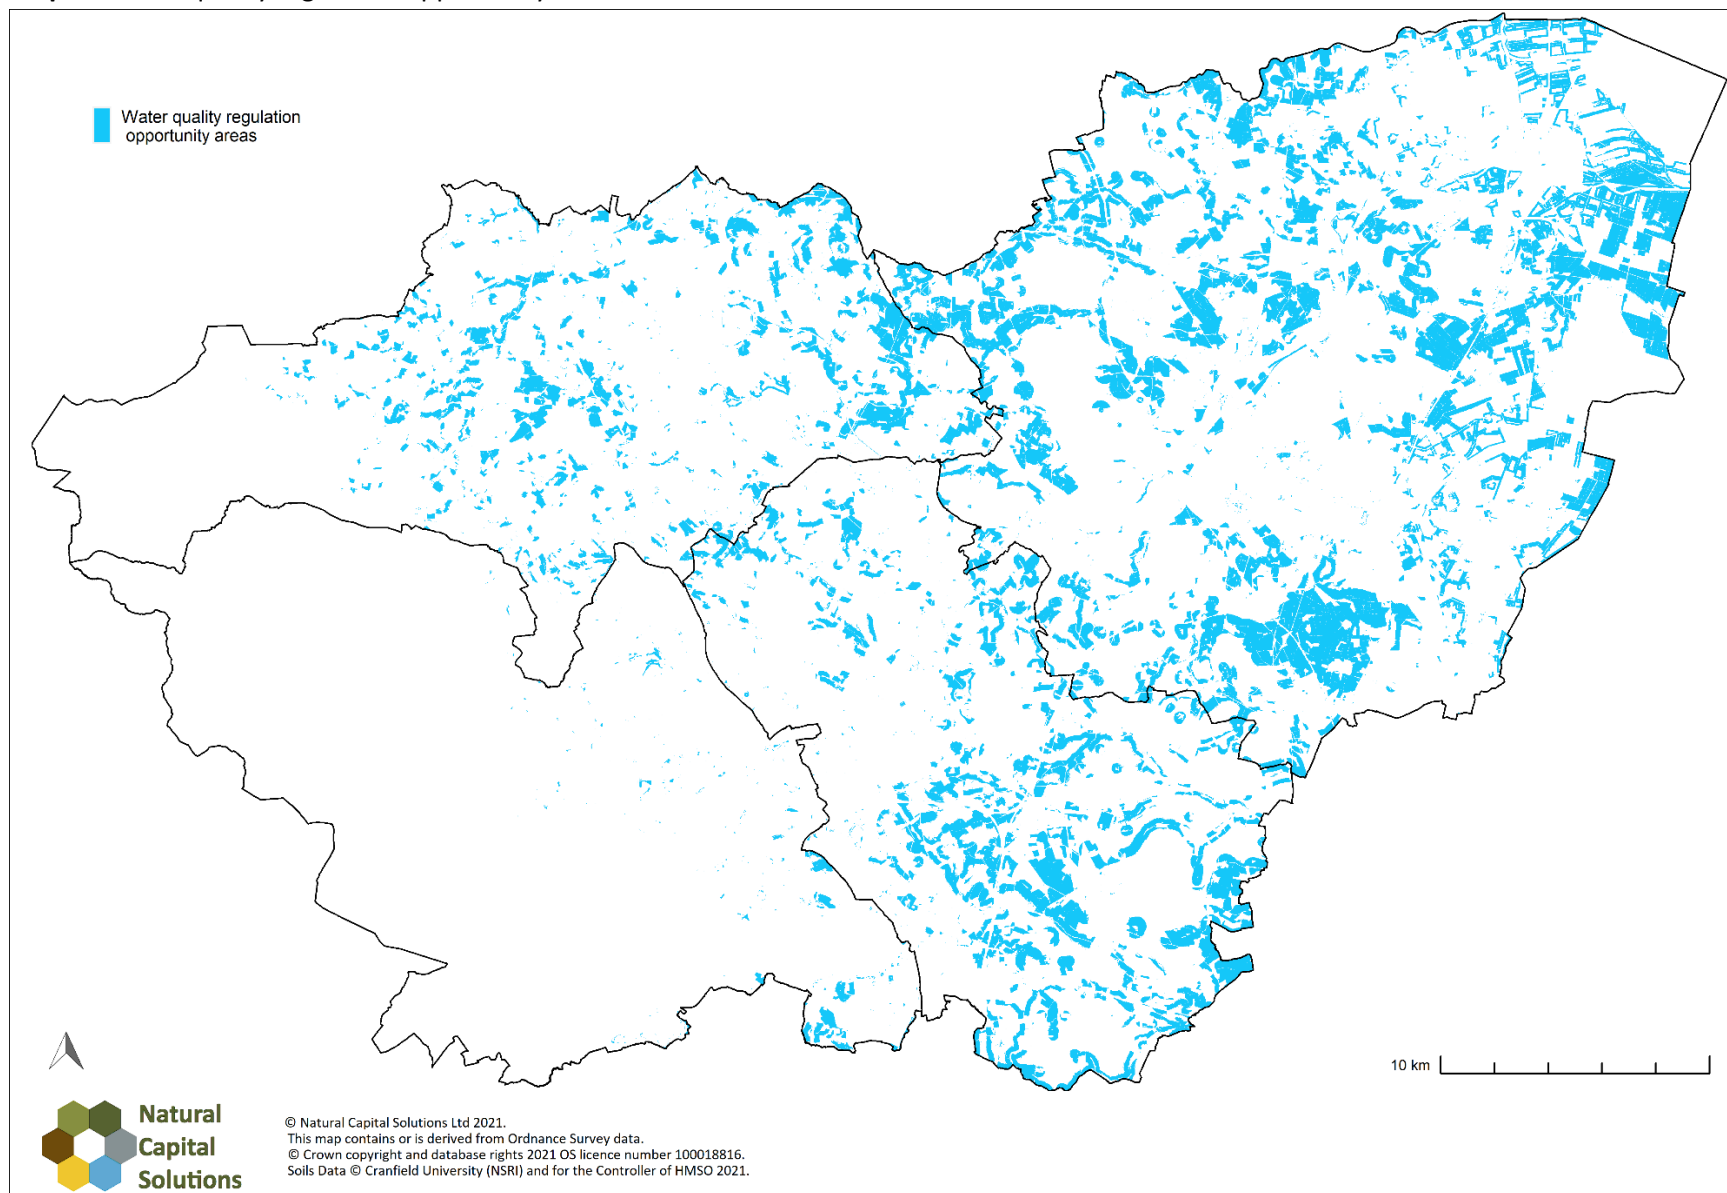 Water quality regulation
opportunity areas
10 km
Natural
Capital
Solutions
© Natural Capital Solutions Ltd 2021.
This map contains or is derived from Ordnance Survey data.
© Crown copyright and database rights 2021 OS licence number 100018816.
Soils Data © Cranfield University (NSRI) and for the Controller of HMSO 2021.